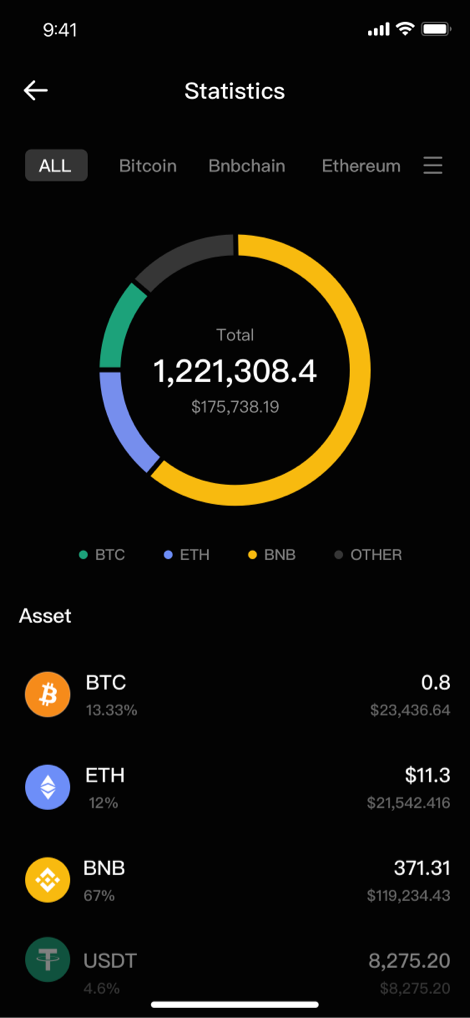 9:41
Statistics
ALL Bitcoin Bnbchain Ethereum
Total
1,221,308.4
$175,738.19
BTC ETH BNB OTHER
Asset
BTC 0.8
13.33% $23,436.64
ETH $11.3
12% $21,542.416
BNB 371.31
67% $119,234.43
USDT 8,275.20
4.6% $8,275.20